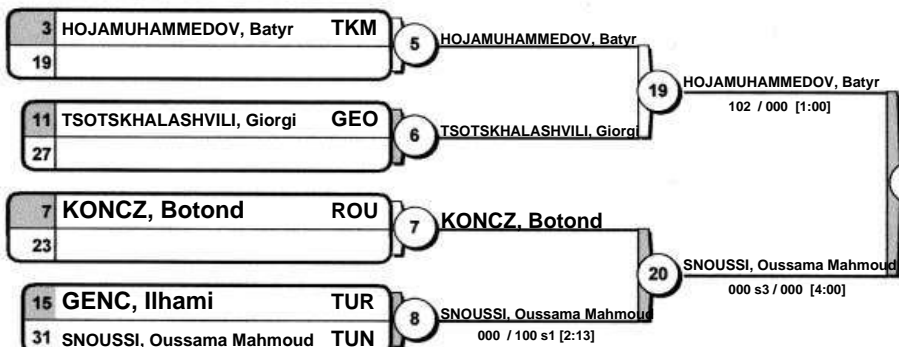 3 HOJAMUHAMMEDOV, Batyr TKM
19
5
HOJAMUHAMMEDOV, Batyr
11 TSOTSKHALASHVILI, Giorgi GEO
27
6
TSOTSKHALASHVILI, Giorgi
19
HOJAMUHAMMEDOV, Batyr
102 / 000 [1:00]
7 KONCZ, Botond ROU
23
7
KONCZ, Botond
15 GENC, Ilhami TUR
31 SNOUSSI, Oussama Mahmoud TUN
8
SNOUSSI, Oussama Mahmoud
000 / 100 s1 [2:13]
20
SNOUSSI, Oussama Mahmoud
000 s3 / 000 [4:00]